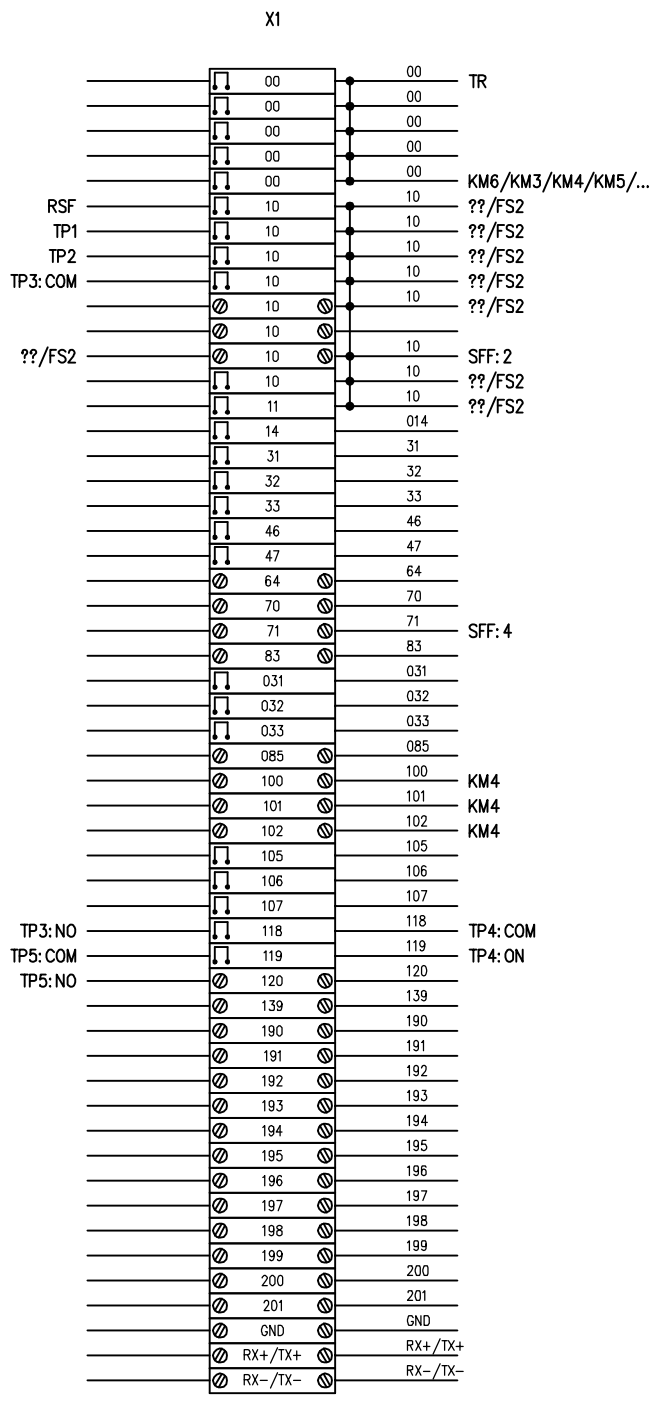 X1
00 00 TR
00 00
00 00
00 00
00 00 KM6/KM3/KM4/KM5/...
RSF 10 10 ??/FS2
TP1 10 10 ??/FS2
TP2 10 10 ??/FS2
TP3:COM 10 10 ??/FS2
10 10 ??/FS2
10
??/FS2 10 10 SFF:2
10 10 ??/FS2
11 10 ??/FS2
14 014
31 31
32 32
33 33
46 46
47 47
64 64
70 70
71 71 SFF:4
83 83
031 031
032 032
033 033
085 085
100 100 KM4
101 101 KM4
102 102 KM4
105 105
106 106
107 107
TP3:NO 118 118 TP4:COM
TP5:COM 119 119 TP4:ON
TP5:NO 120 120
139 139
190 190
191 191
192 192
193 193
194 194
195 195
196 196
197 197
198 198
199 199
200 200
201 201
GND GND
RX+/TX+ RX+/TX+
RX-/TX- RX-/TX-